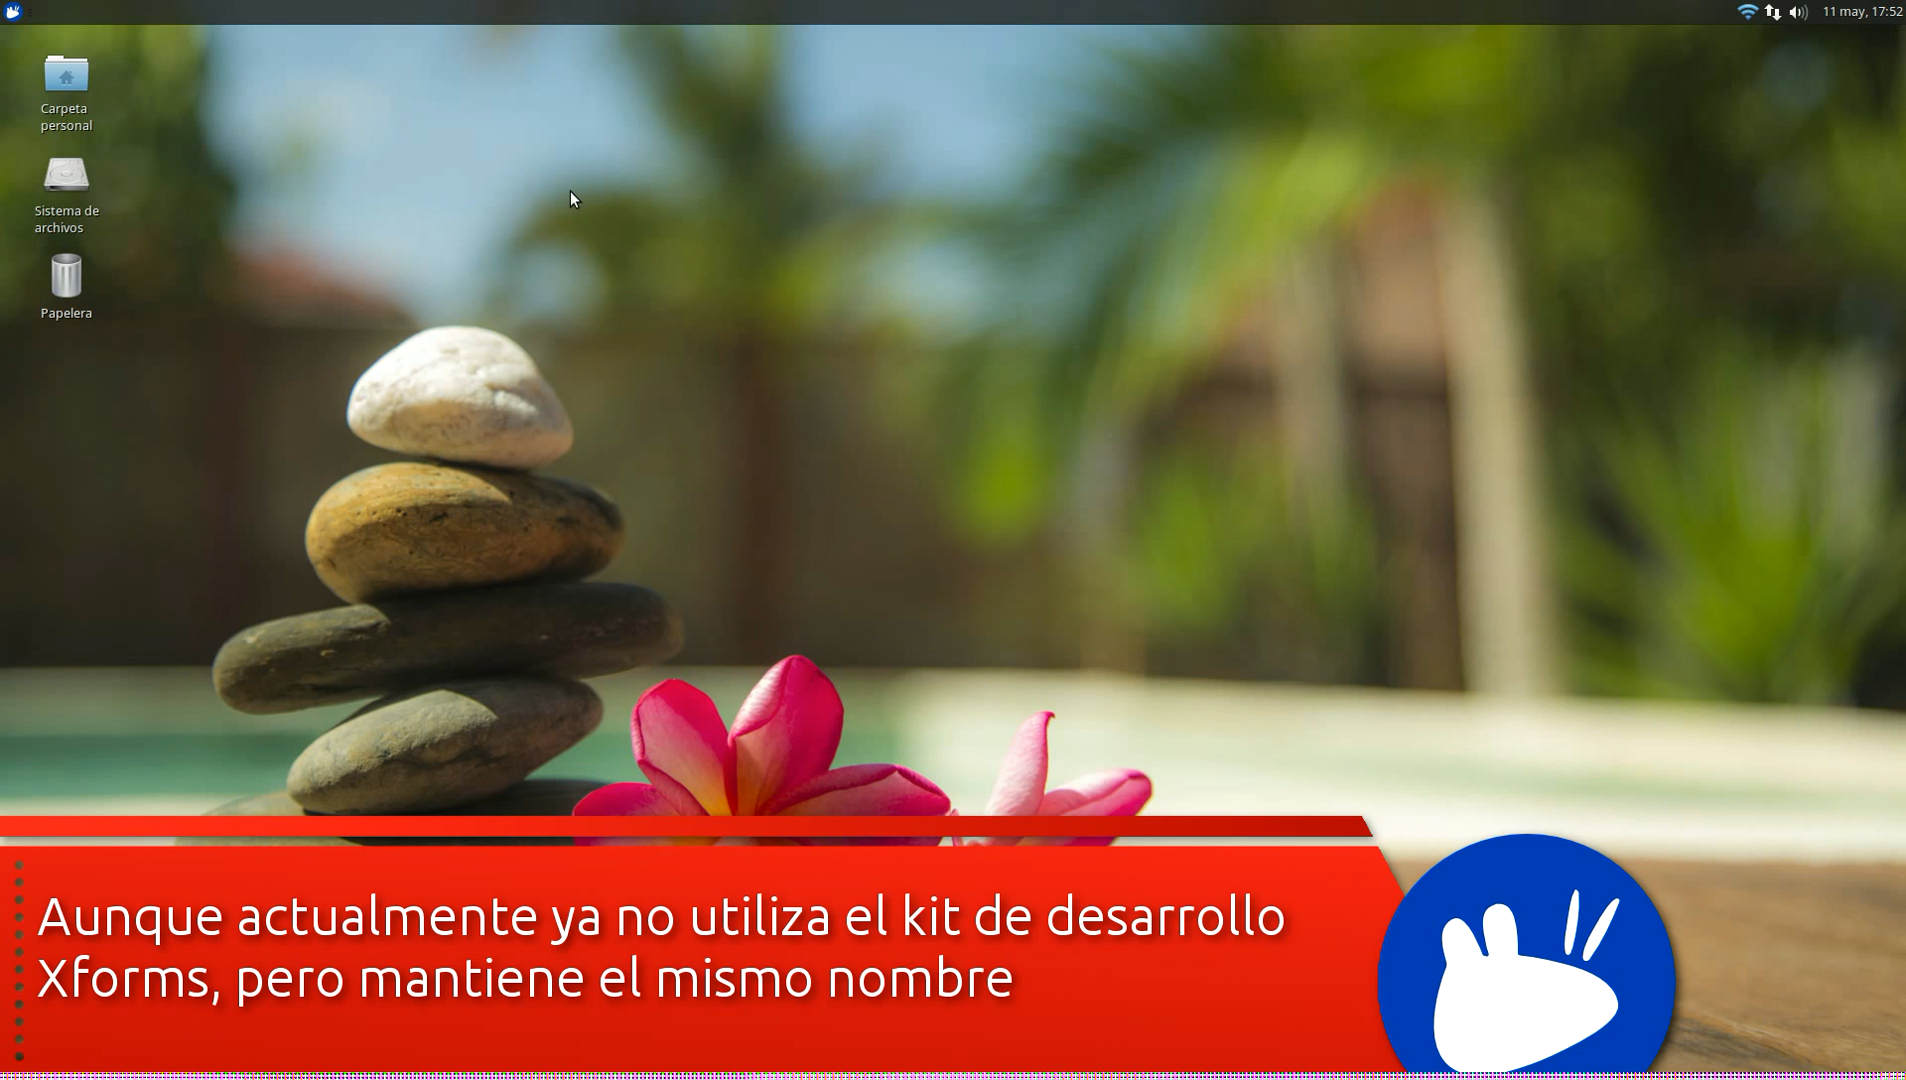 11 may, 17:52
Carpeta
personal
Sistema de
archivos
Papelera
Aunque actualmente ya no utiliza el kit de desarrollo
Xforms, pero mantiene el mismo nombre